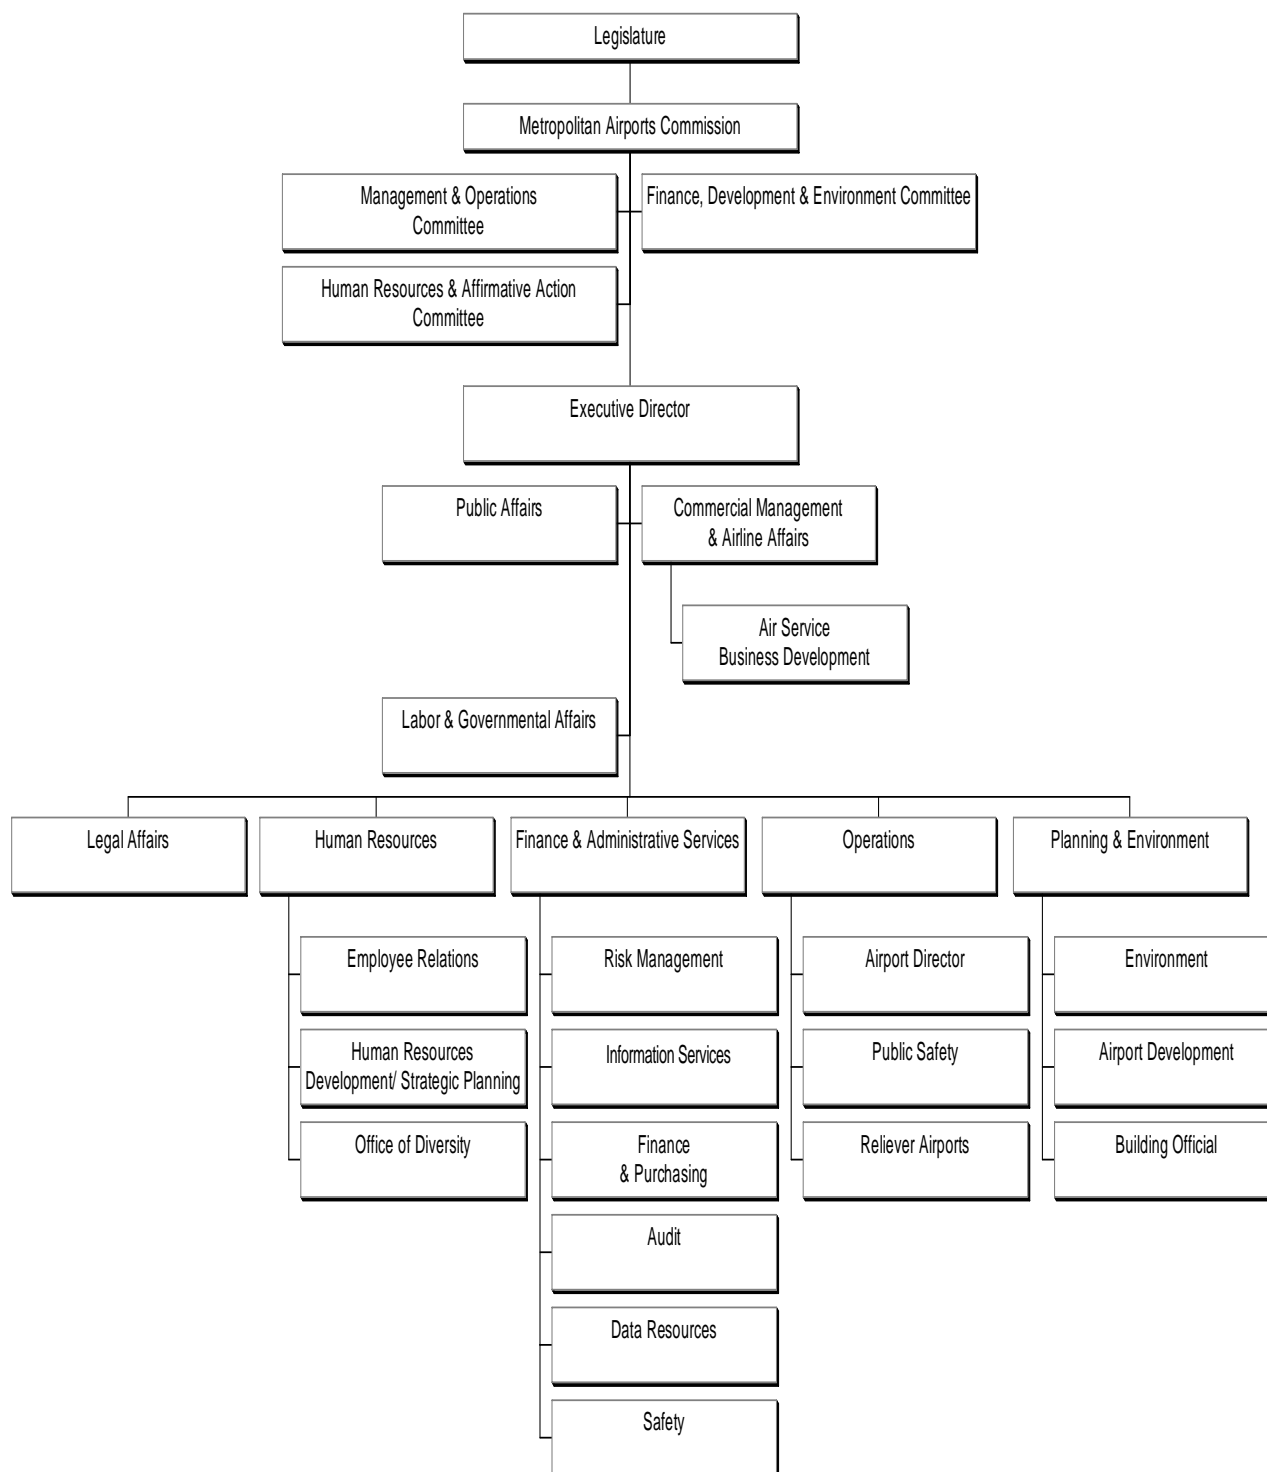 Legislature
Metropolitan Airports Commission
Management & Operations
Committee
Finance, Development & Environment Committee
Human Resources & Affirmative Action
Committee
Executive Director
Public Affairs
Commercial Management
& Airline Affairs
Air Service
Business Development
Labor & Governmental Affairs
Legal Affairs
Human Resources
Finance & Administrative Services
Operations
Planning & Environment
Employee Relations
Human Resources
Development/ Strategic Planning
Office of Diversity
Risk Management
Information Services
Finance
& Purchasing
Audit
Data Resources
Safety
Airport Director
Public Safety
Reliever Airports
Environment
Airport Development
Building Official